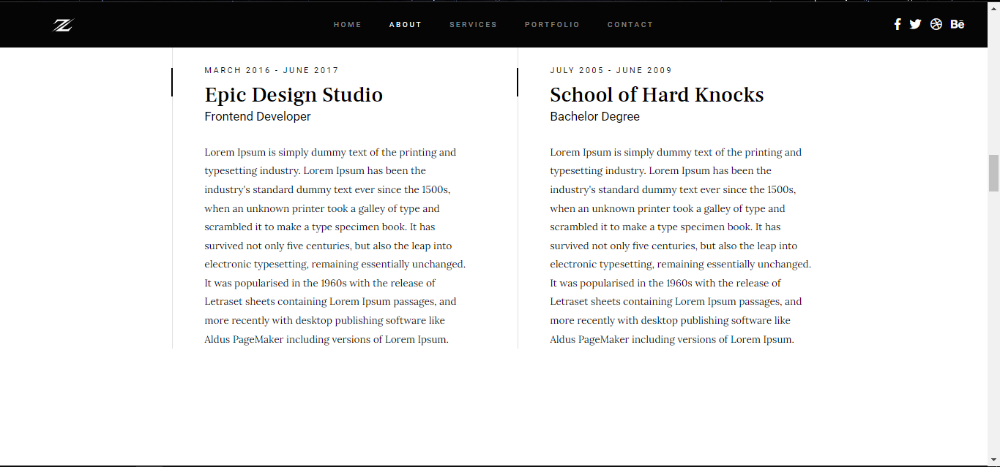 HOME ABOUT SERVICES PORTFOLIO CONTACT Bē
MARCH 2016 - JUNE 2017
Epic Design Studio
Frontend Developer
Lorem Ipsum is simply dummy text of the printing and
typesetting industry. Lorem Ipsum has been the
industry's standard dummy text ever since the 1500s,
when an unknown printer took a galley of type and
scrambled it to make a type specimen book. It has
survived not only five centuries, but also the leap into
electronic typesetting, remaining essentially unchanged.
It was popularised in the 1960s with the release of
Letraset sheets containing Lorem Ipsum passages, and
more recently with desktop publishing software like
Aldus PageMaker including versions of Lorem Ipsum.
JULY 2005 - JUNE 2009
School of Hard Knocks
Bachelor Degree
Lorem Ipsum is simply dummy text of the printing and
typesetting industry. Lorem Ipsum has been the
industry's standard dummy text ever since the 1500s,
when an unknown printer took a galley of type and
scrambled it to make a type specimen book. It has
survived not only five centuries, but also the leap into
electronic typesetting, remaining essentially unchanged.
It was popularised in the 1960s with the release of
Letraset sheets containing Lorem Ipsum passages, and
more recently with desktop publishing software like
Aldus PageMaker including versions of Lorem Ipsum.